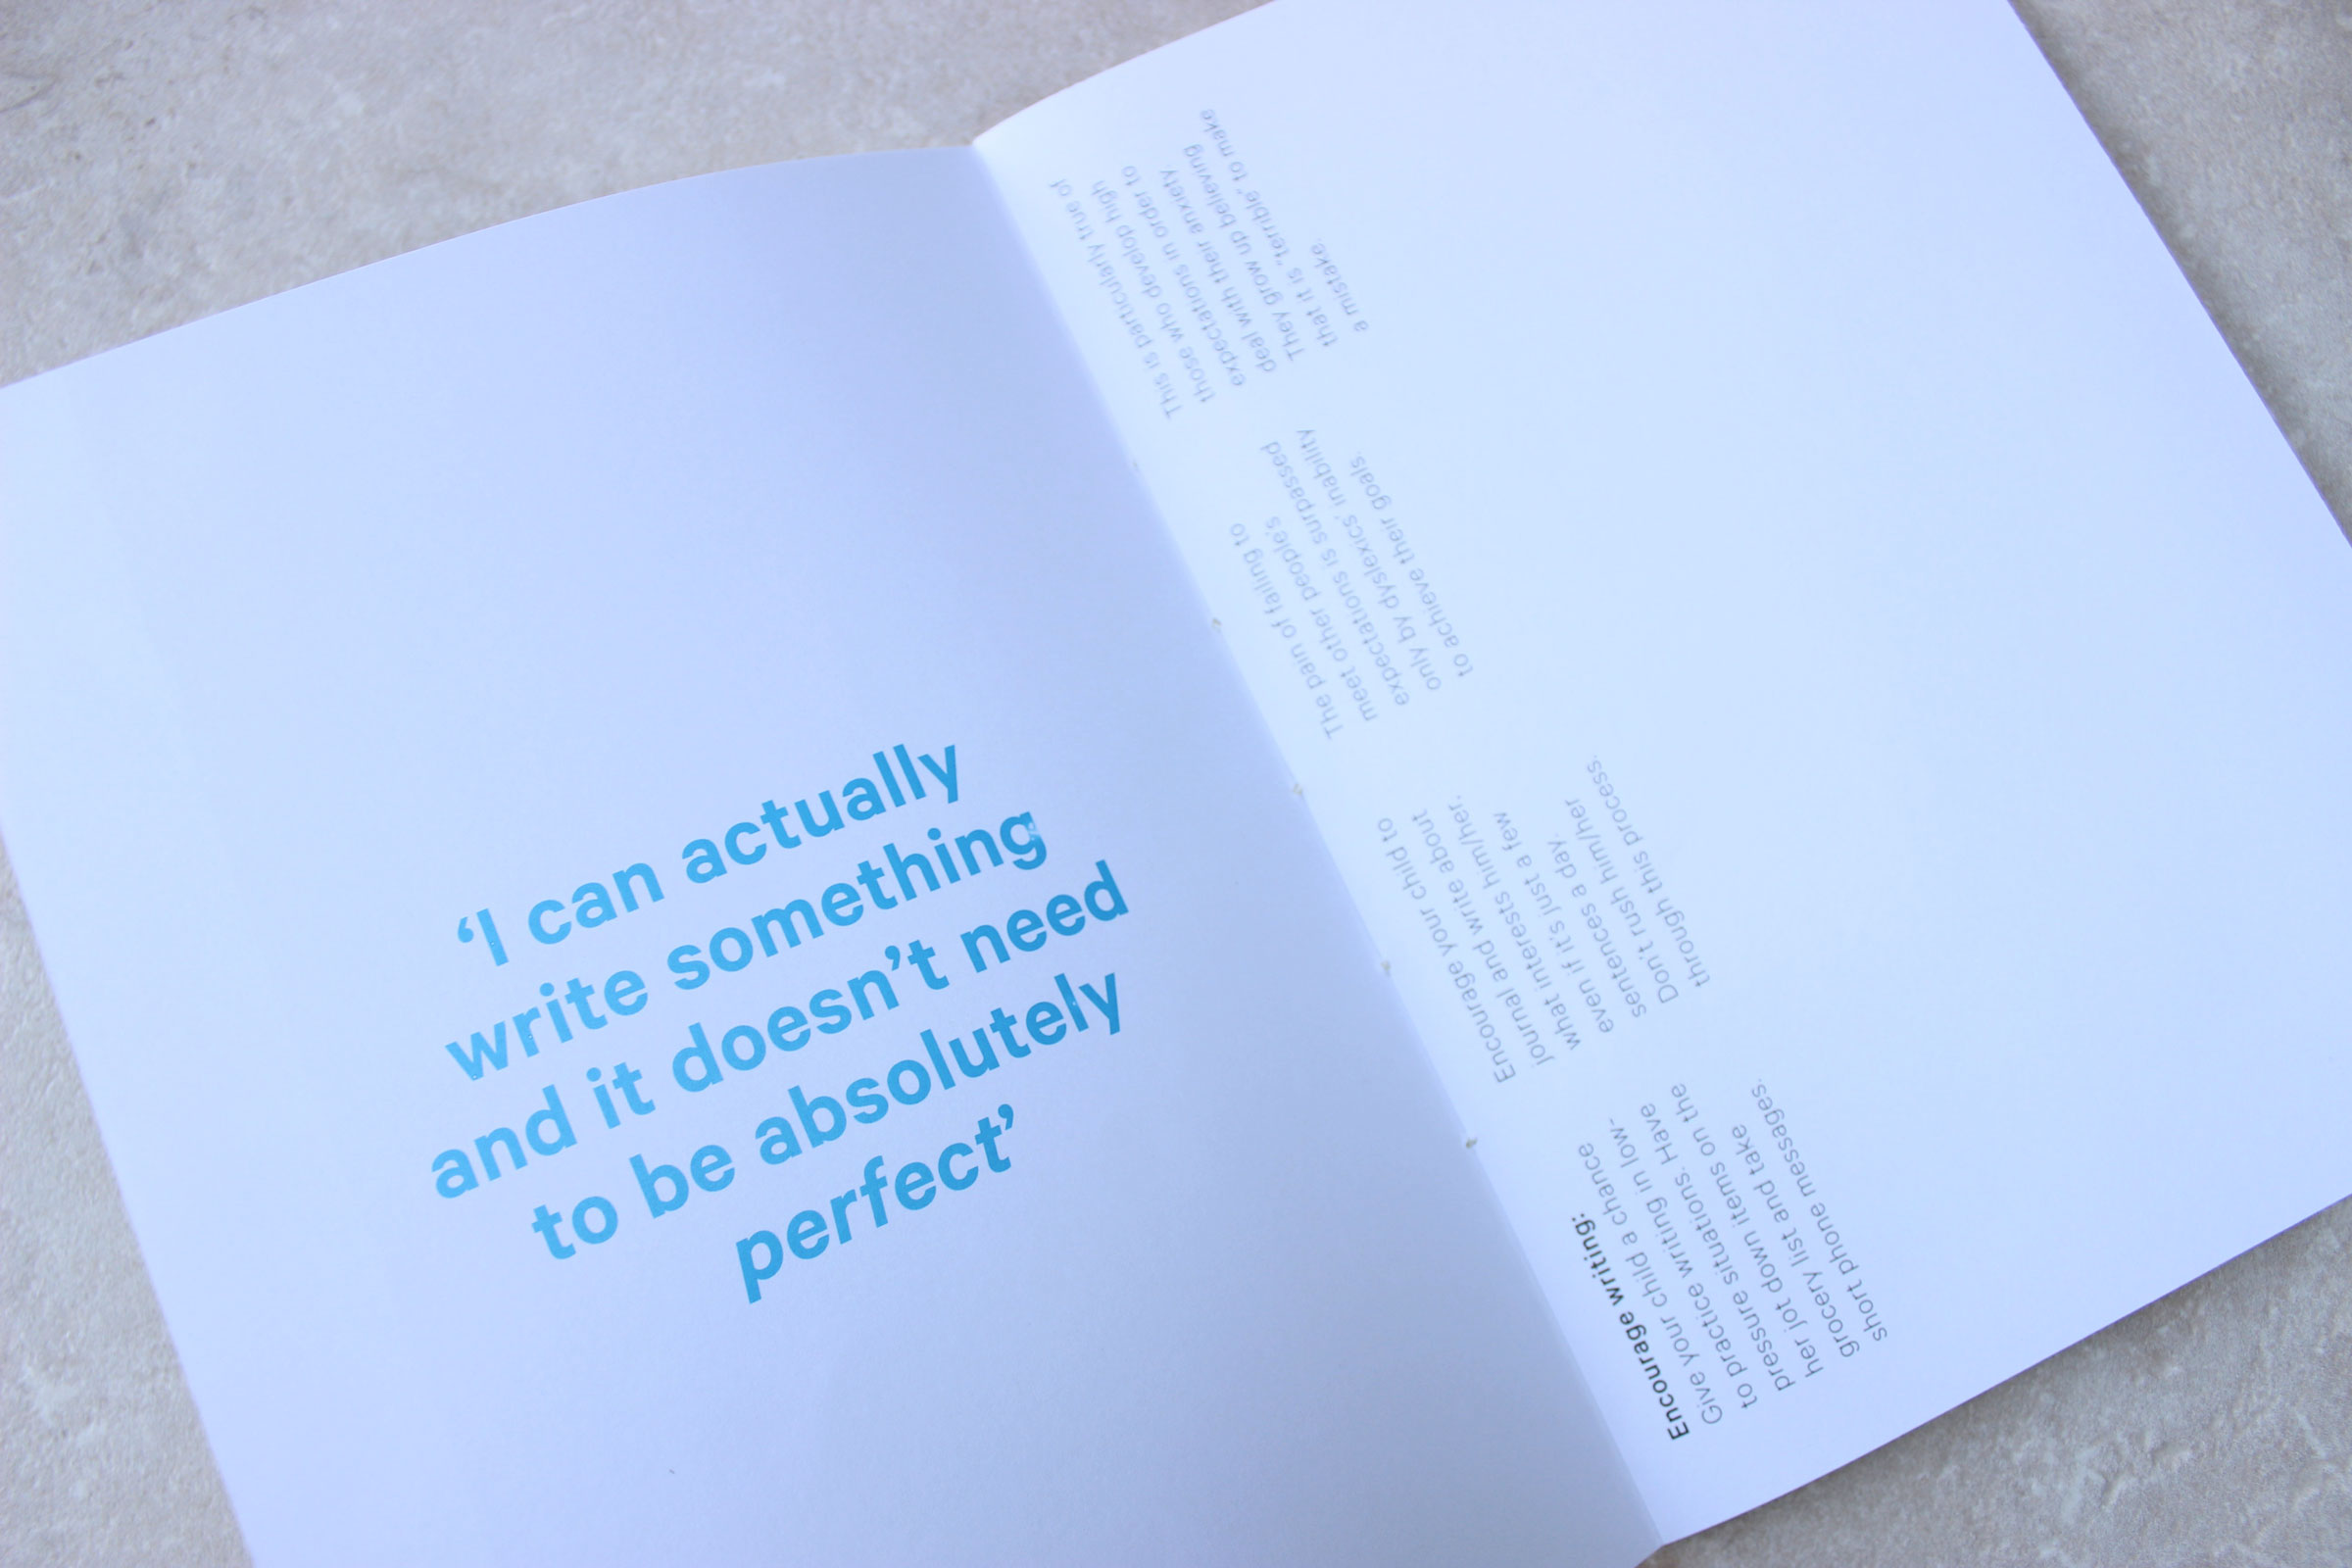 ‘I can actually
write something
and it doesn’t need
to be absolutely
perfect’
Encourage writing:
Give your child a chance
to practice writing in low-
pressure situations. Have
her jot down items on the
grocery list and take
short phone messages.
Encourage your child to
journal and write about
what interests him/her,
even if it's just a few
sentences a day.
Don't rush him/her
through this process.
The pain of failing to
meet other people's
expectations is surpassed
only by dyslexics' inability
to achieve their goals.
This is particularly true of
those who develop high
expectations in order to
deal with their anxiety.
They grow up believing
that it is "terrible" to make
a mistake.